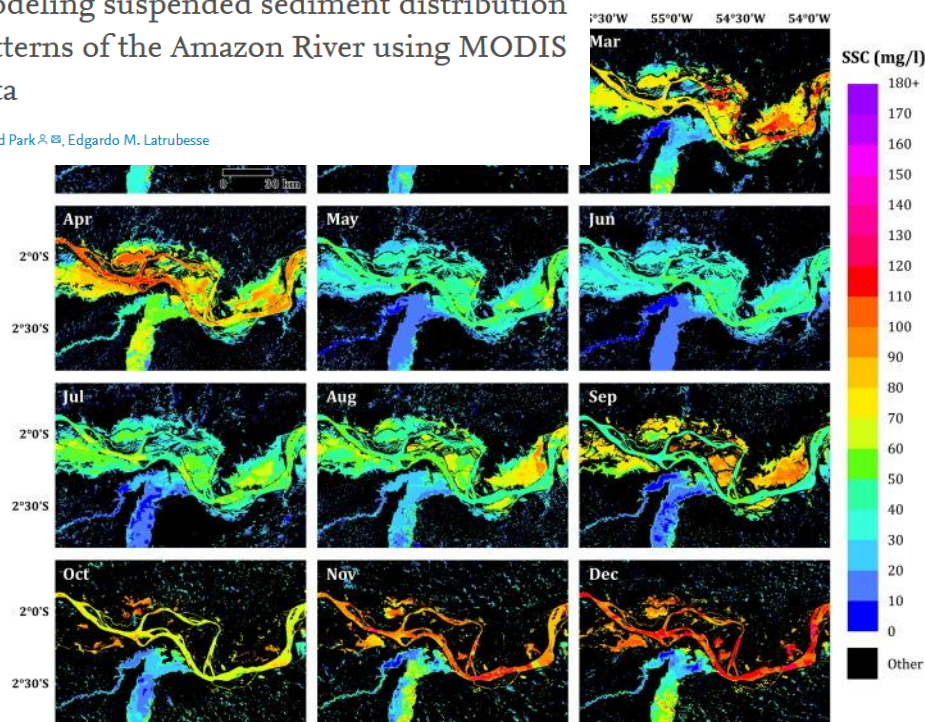 odeling suspended sediment distribution
tterns of the Amazon River using MODIS
ta
d Park, Edgardo M. Latrubesse
55°0'W 54°30'W 54°0'W
Mar
SSC (mg/l)
180+
170
160
150
140
130
120
110
100
90
80
70
60
50
40
30
20
10
0
Other
0 30 km
Apr May Jun
2°0'S
2°30'S
Jul Aug Sep
2°0'S
2°30'S
Oct Nov Dec
2°0'S
2°30'S